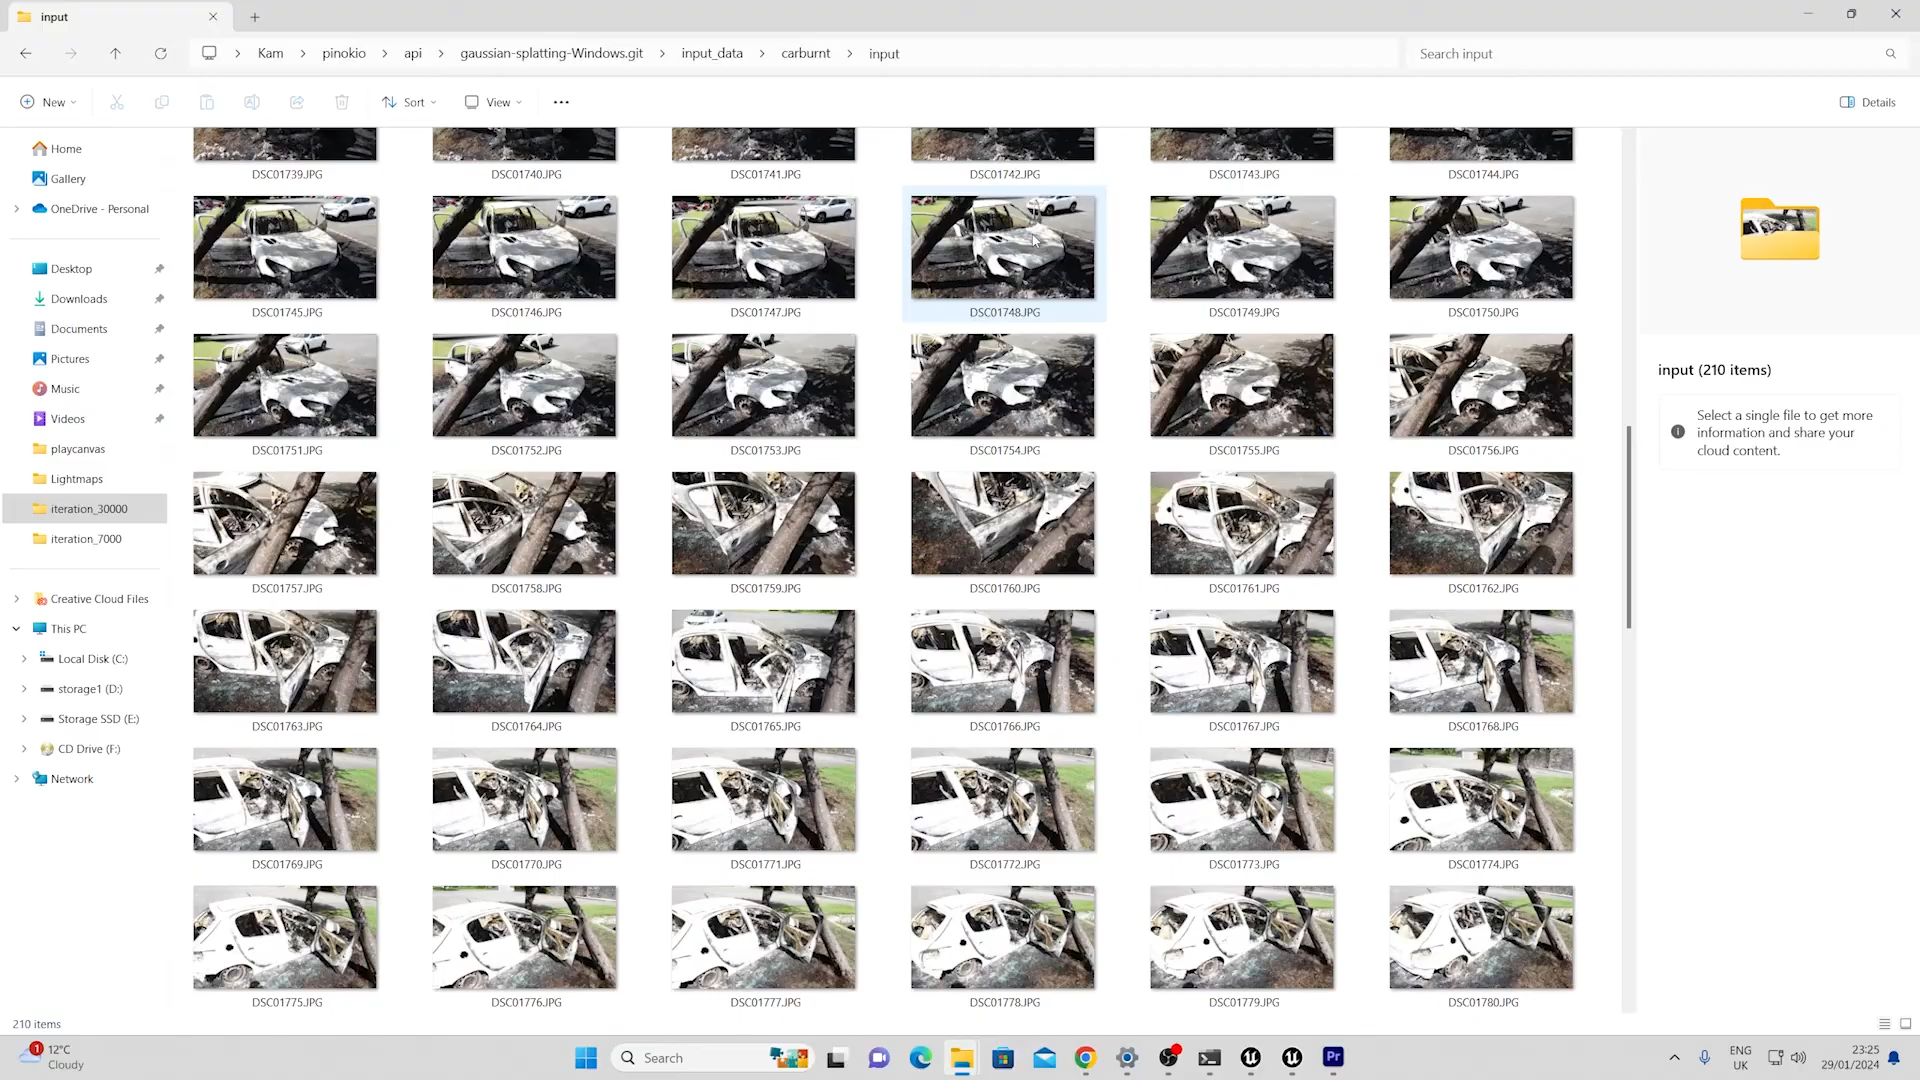 input
Kam
pinokio
api
gaussian-splatting-Windows.git
input_data
carburnt
input
Search input
New
Sort
View
Details
Home
Gallery
OneDrive - Personal
Desktop
Downloads
Documents
Pictures
Music
Videos
playcanvas
Lightmaps
iteration_30000
iteration_7000
Creative Cloud Files
This PC
Local Disk (C:)
storage1 (D:)
Storage SSD (E:)
CD Drive (F:)
Network
DSC01739.JPG
DSC01740.JPG
DSC01741.JPG
DSC01742.JPG
DSC01743.JPG
DSC01744.JPG
DSC01745.JPG
DSC01746.JPG
DSC01747.JPG
DSC01748.JPG
DSC01749.JPG
DSC01750.JPG
DSC01751.JPG
DSC01752.JPG
DSC01753.JPG
DSC01754.JPG
DSC01755.JPG
DSC01756.JPG
DSC01757.JPG
DSC01758.JPG
DSC01759.JPG
DSC01760.JPG
DSC01761.JPG
DSC01762.JPG
DSC01763.JPG
DSC01764.JPG
DSC01765.JPG
DSC01766.JPG
DSC01767.JPG
DSC01768.JPG
DSC01769.JPG
DSC01770.JPG
DSC01771.JPG
DSC01772.JPG
DSC01773.JPG
DSC01774.JPG
DSC01775.JPG
DSC01776.JPG
DSC01777.JPG
DSC01778.JPG
DSC01779.JPG
DSC01780.JPG
input (210 items)
Select a single file to get more
information and share your
cloud content.
210 items
1
12°C
Cloudy
Search
Pr
ENG
UK
23:25
29/01/2024